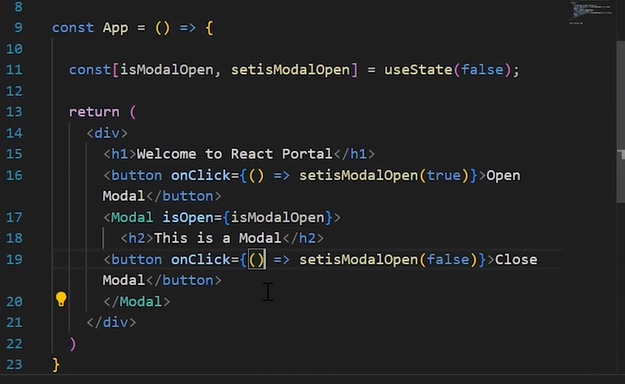 8
9 const App = () => {
10
11 const[isModalOpen, setisModalOpen] = useState(false);
12
13 return (
14 <div>
15 <h1>Welcome to React Portal</h1>
16 <button onClick={() => setisModalOpen(true)}>Open
Modal</button>
17 <Modal isOpen={isModalOpen}>
18 <h2>This is a Modal</h2>
19 <button onClick={() => setisModalOpen(false)}>Close
Modal</button>
20 </Modal>
21 </div>
22 )
23 }